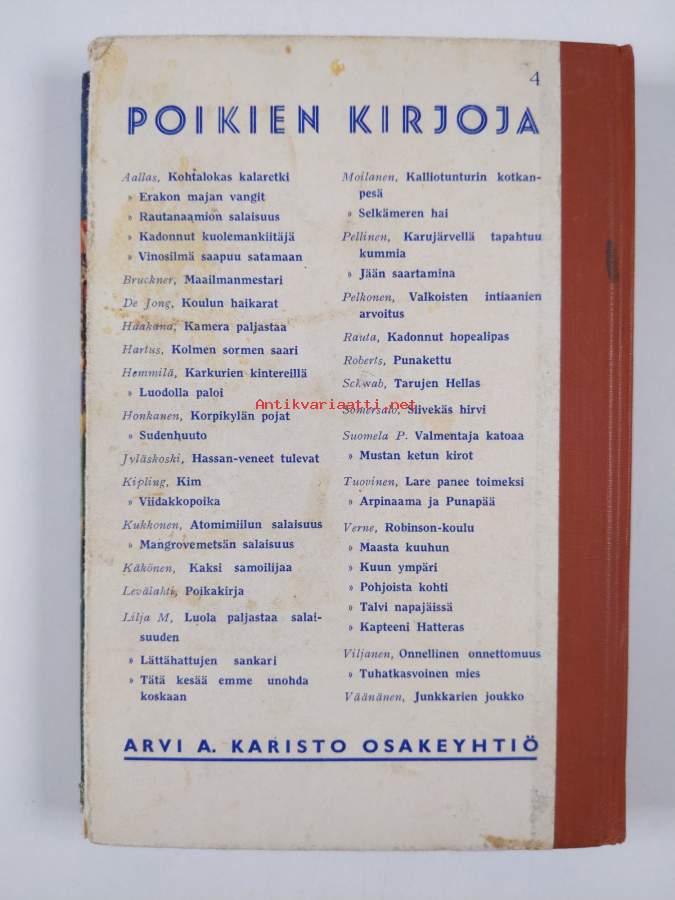 4
POIKIEN KIRJOJA
Aallas, Kohtalokas kalaretki
» Erakon majan vangit
» Rautanaamion salaisuus
» Kadonnut kuolemankiitäjä
» Vinosilmä saapuu satamaan
Bruckner, Maailmanmestari
De Jong, Koulun haikarat
Haakana, Kamera paljastaa
Hartus, Kolmen sormen saari
Hemmilä, Karkurien kintereillä
» Luodolla paloi
Honkanen, Korpikylän pojat
» Sudenhuuto
Jyläskoski, Hassan-veneet tulevat
Kipling, Kim
» Viidakkopoika
Kukkonen, Atomimiilun salaisuus
» Mangrovemetsän salaisuus
Käkönen, Kaksi samoilijaa
Levälahti, Poikakirja
Lilja M, Luola paljastaa salai-
suuden
» Lättähattujen sankari
» Tätä kesää emme unohda
koskaan
Moilanen, Kalliotunturin kotkan-
pesä
» Selkämeren hai
Pellinen, Karujärvellä tapahtuu
kummia
» Jään saartamina
Pelkonen, Valkoisten intiaanien
arvoitus
Rauta, Kadonnut hopealipas
Roberts, Punakettu
Schwab, Tarujen Hellas
Somersalo, Siivekäs hirvi
Suomela P. Valmentaja katoaa
» Mustan ketun kirot
Tuovinen, Lare panee toimeksi
» Arpinaama ja Punapää
Verne, Robinson-koulu
» Maasta kuuhun
» Kuun ympäri
» Pohjoista kohti
» Talvi napajäissä
» Kapteeni Hatteras
Viljanen, Onnellinen onnettomuus
» Tuhatkasvoinen mies
Väänänen, Junkkarien joukko
Antikvariaatti.net
ARVI A. KARISTO OSAKEYHTIÖ